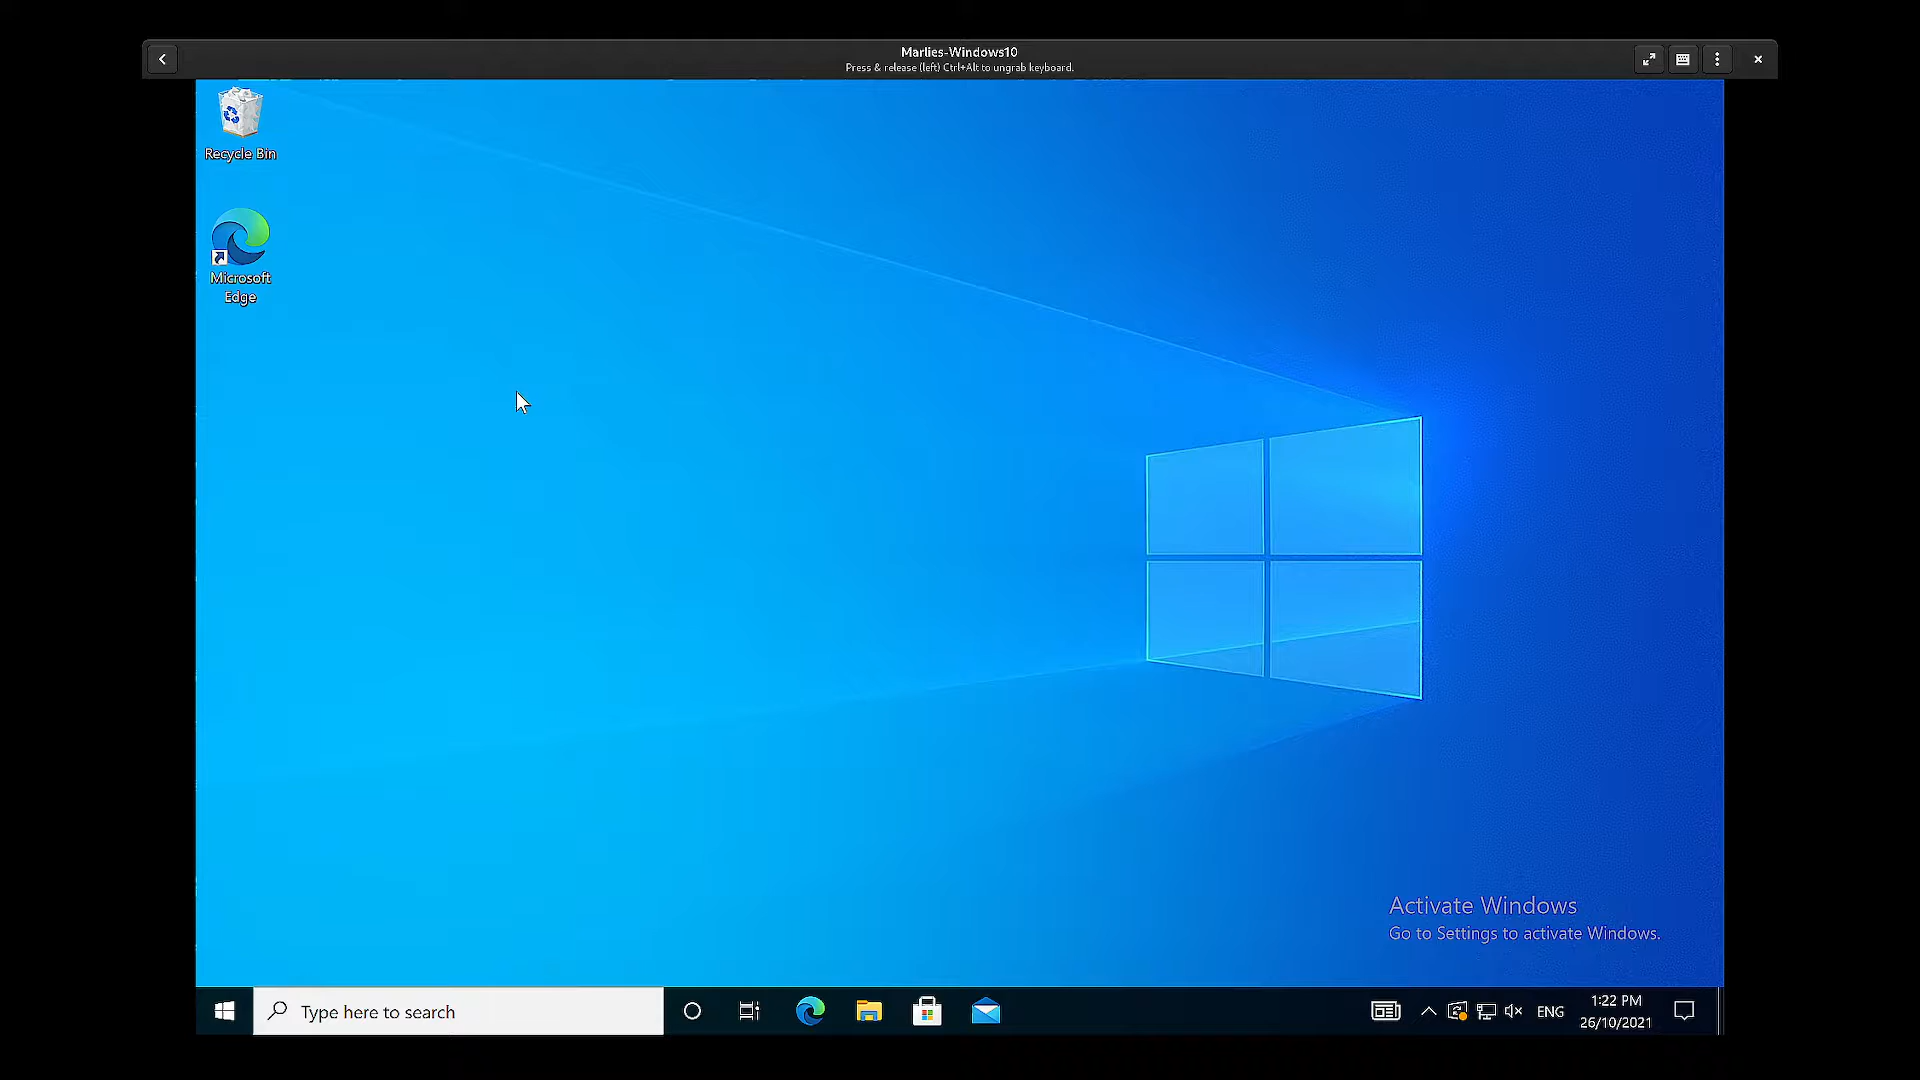 Marlies-Windows10
Press & release (left) Ctrl+Alt to ungrab keyboard.
Recycle Bin
Microsoft
Edge
Activate Windows
Go to Settings to activate Windows.
Type here to search
ENG
1:22 PM
26/10/2021